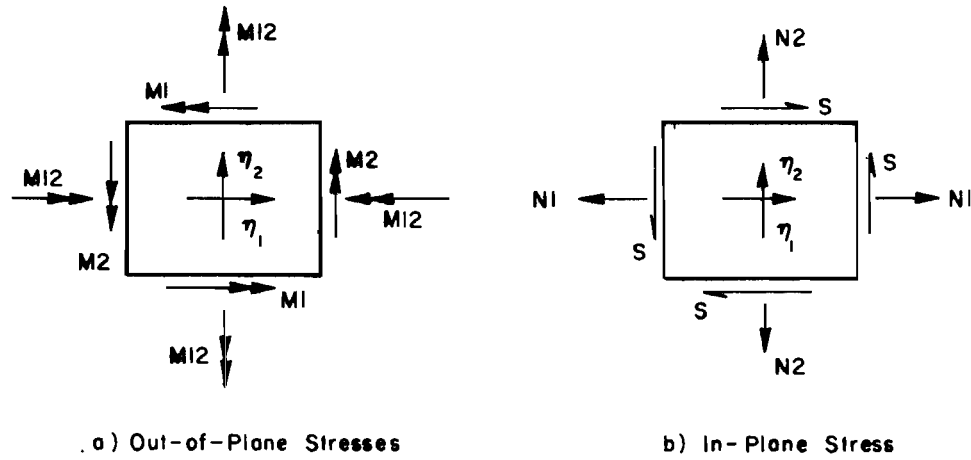 M12
M1
η2
M2
M12
M12
η1
M2
M1
M12
a) Out-of-Plane Stresses
N2
S
η2
S
N1
N1
η1
S
S
N2
b) In-Plane Stress